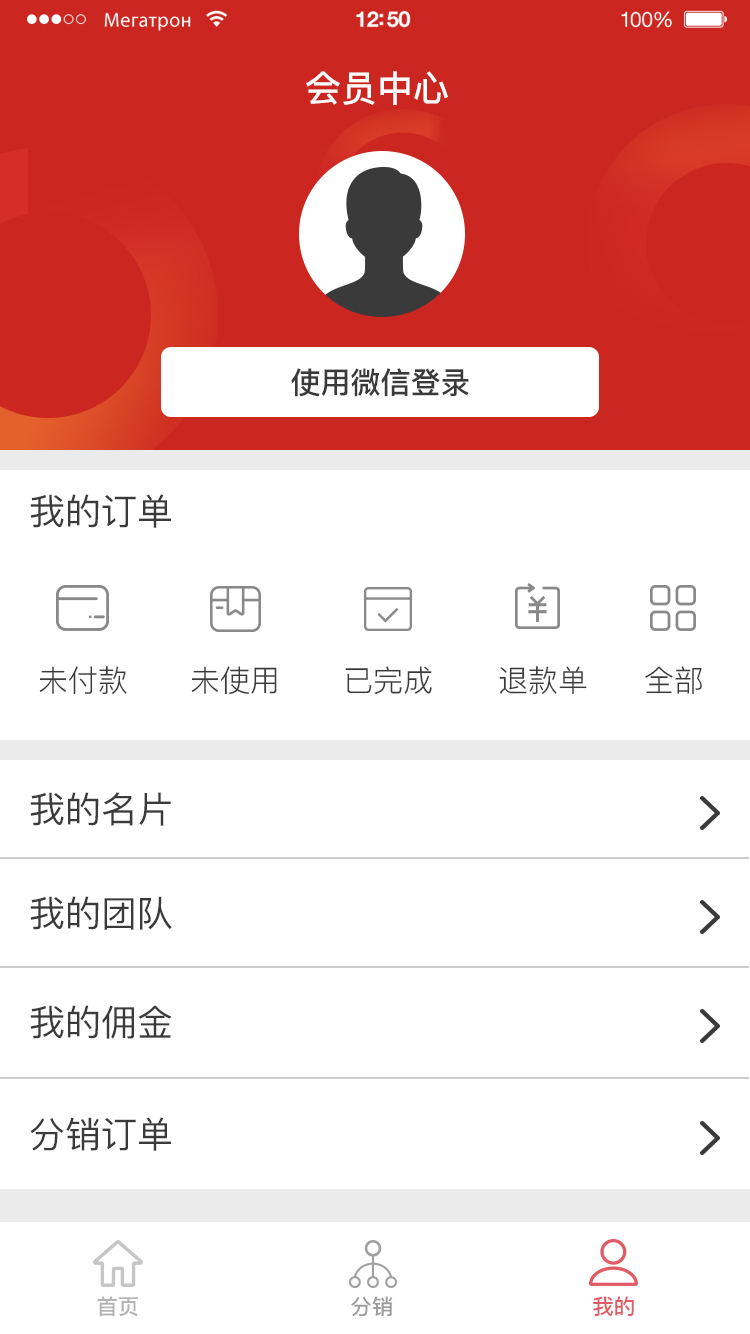 Мегатрон 12:50 100%
会员中心
使用微信登录
我的订单
未付款 未使用 已完成 退款单 全部
我的名片
我的团队
我的佣金
分销订单
首页 分销 我的